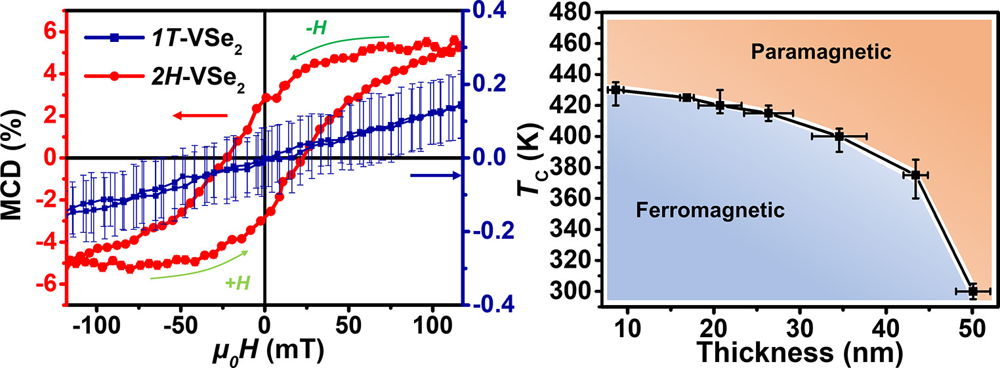 1T-VSe2
2H-VSe2
-H
+H
MCD (%)
6
4
2
0
-2
-4
-6
0.4
0.2
0.0
-0.2
-0.4
-100 -50 0 50 100
μ0H (mT)
Paramagnetic
Ferromagnetic
TC (K)
480
460
440
420
400
380
360
340
320
300
10 20 30 40 50
Thickness (nm)